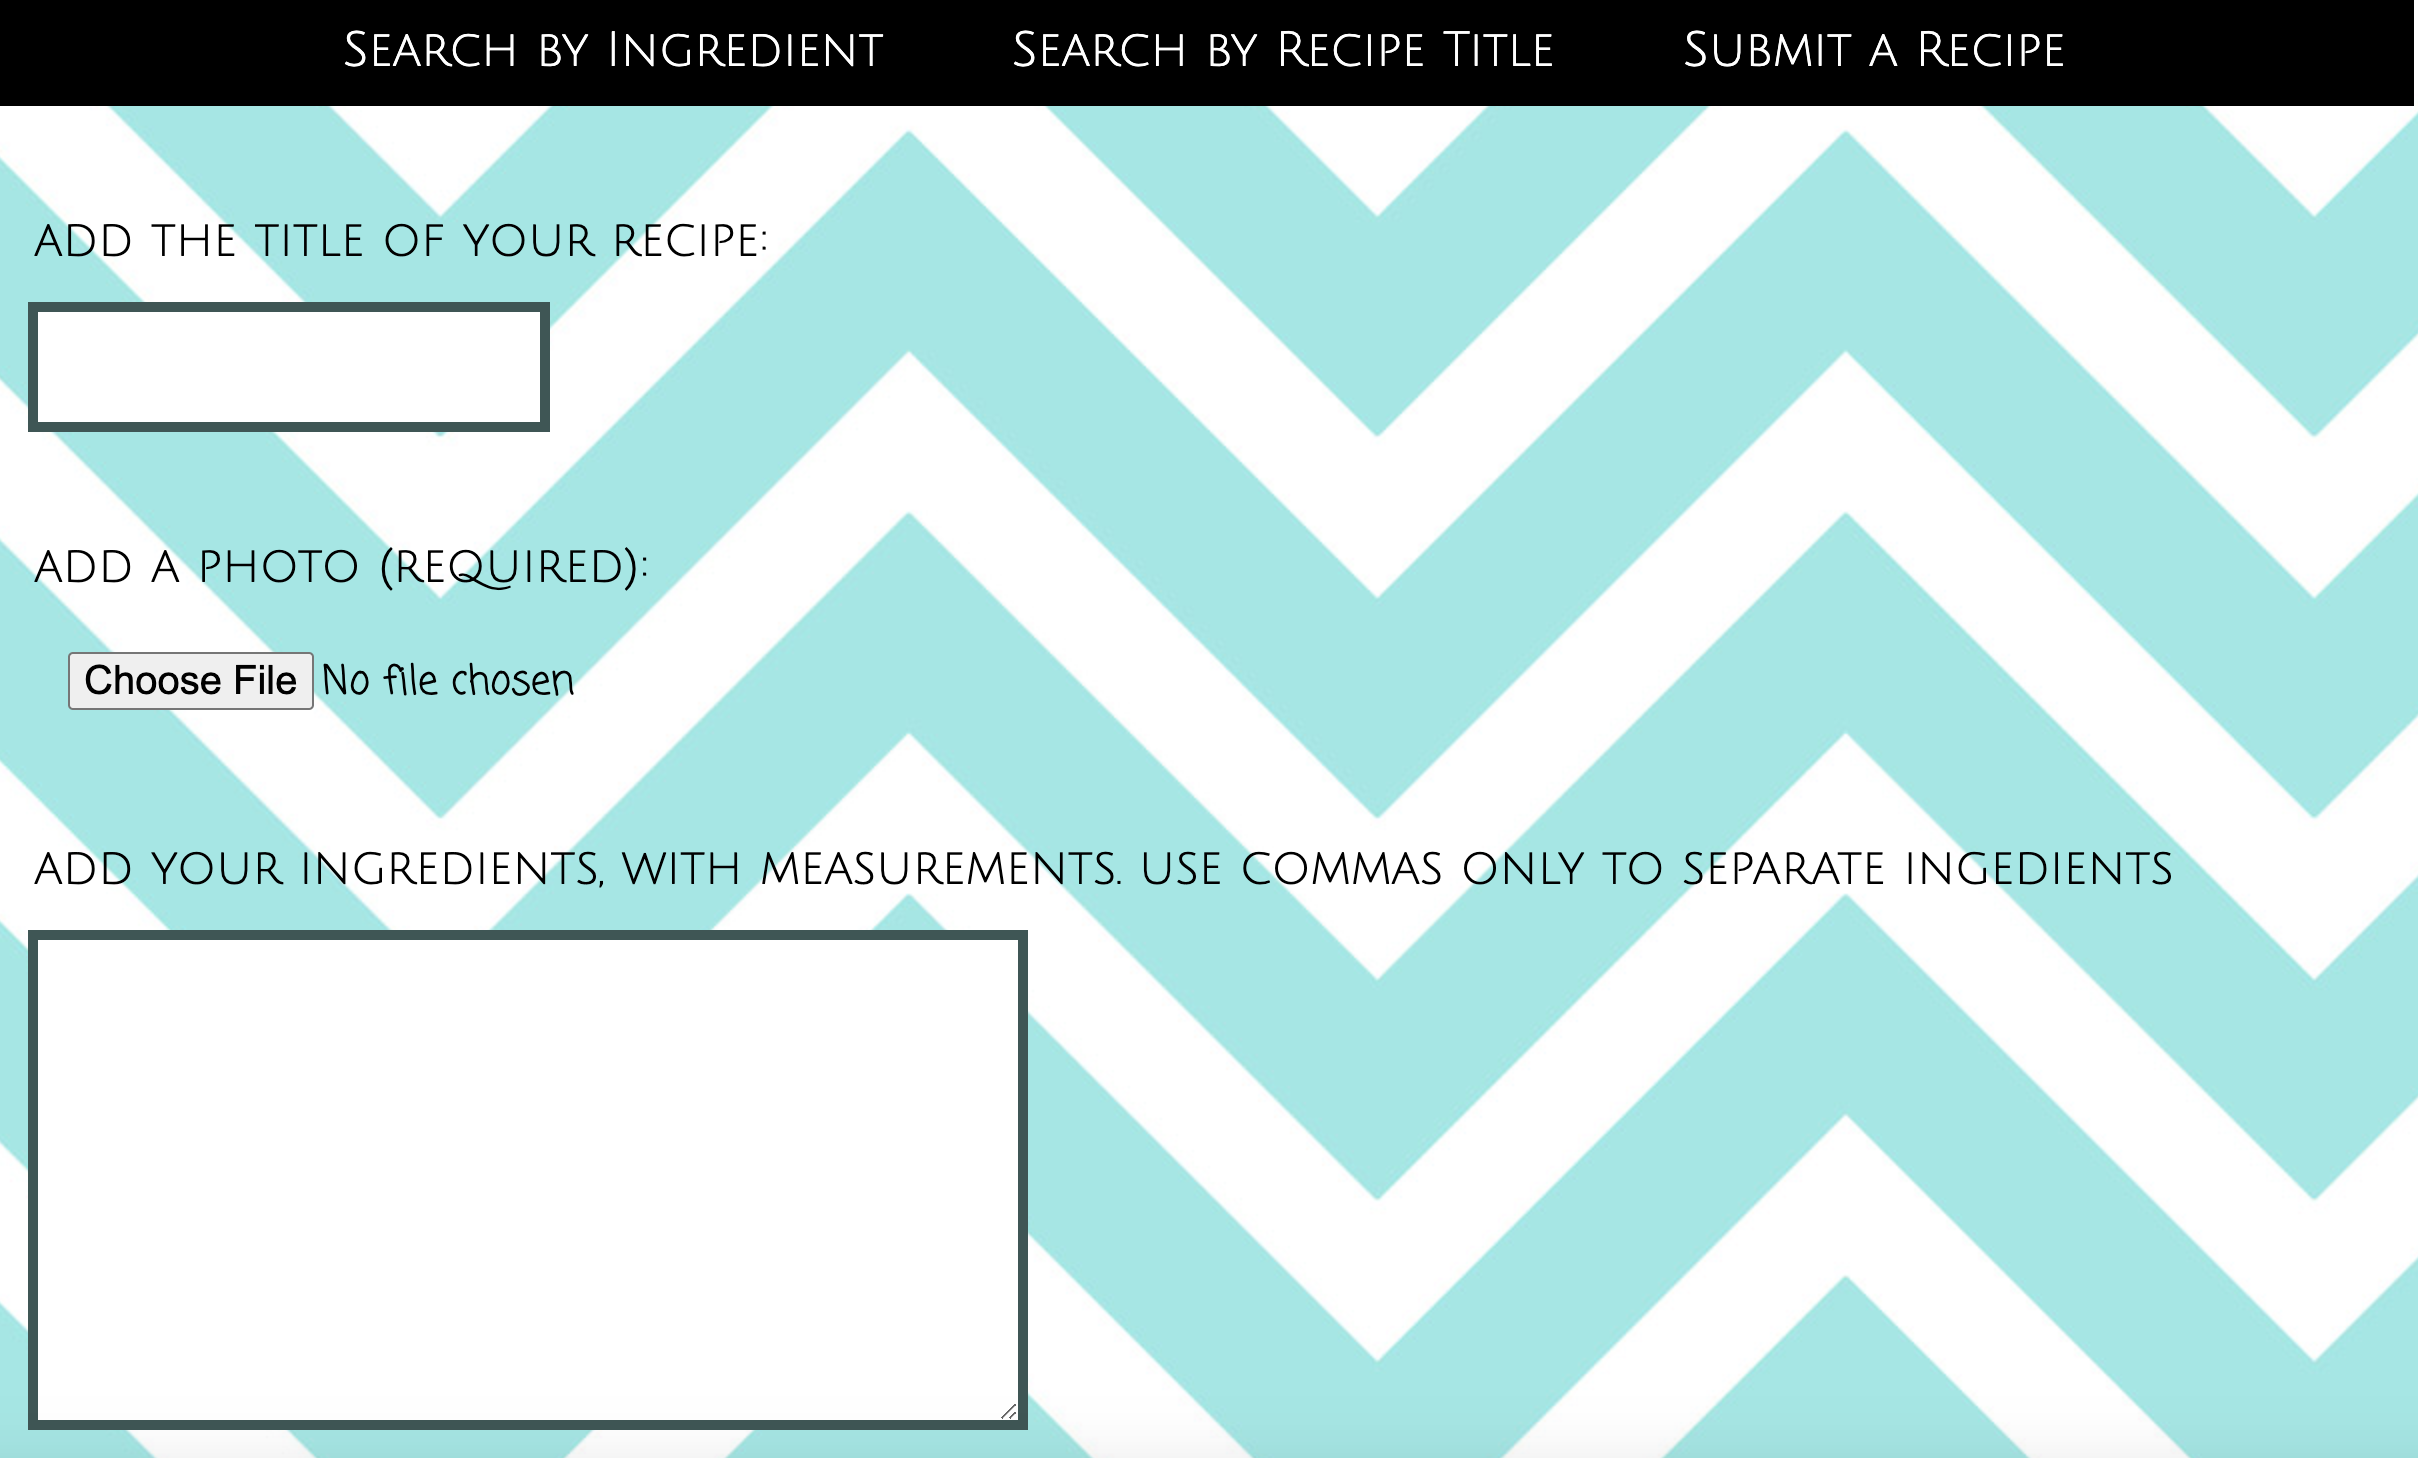 Search by Ingredient Search by Recipe Title Submit a Recipe
ADD THE TITLE OF YOUR RECIPE:
ADD A PHOTO (REQUIRED):
Choose File No file chosen
ADD YOUR INGREDIENTS, WITH MEASUREMENTS. USE COMMAS ONLY TO SEPARATE INGEDIENTS